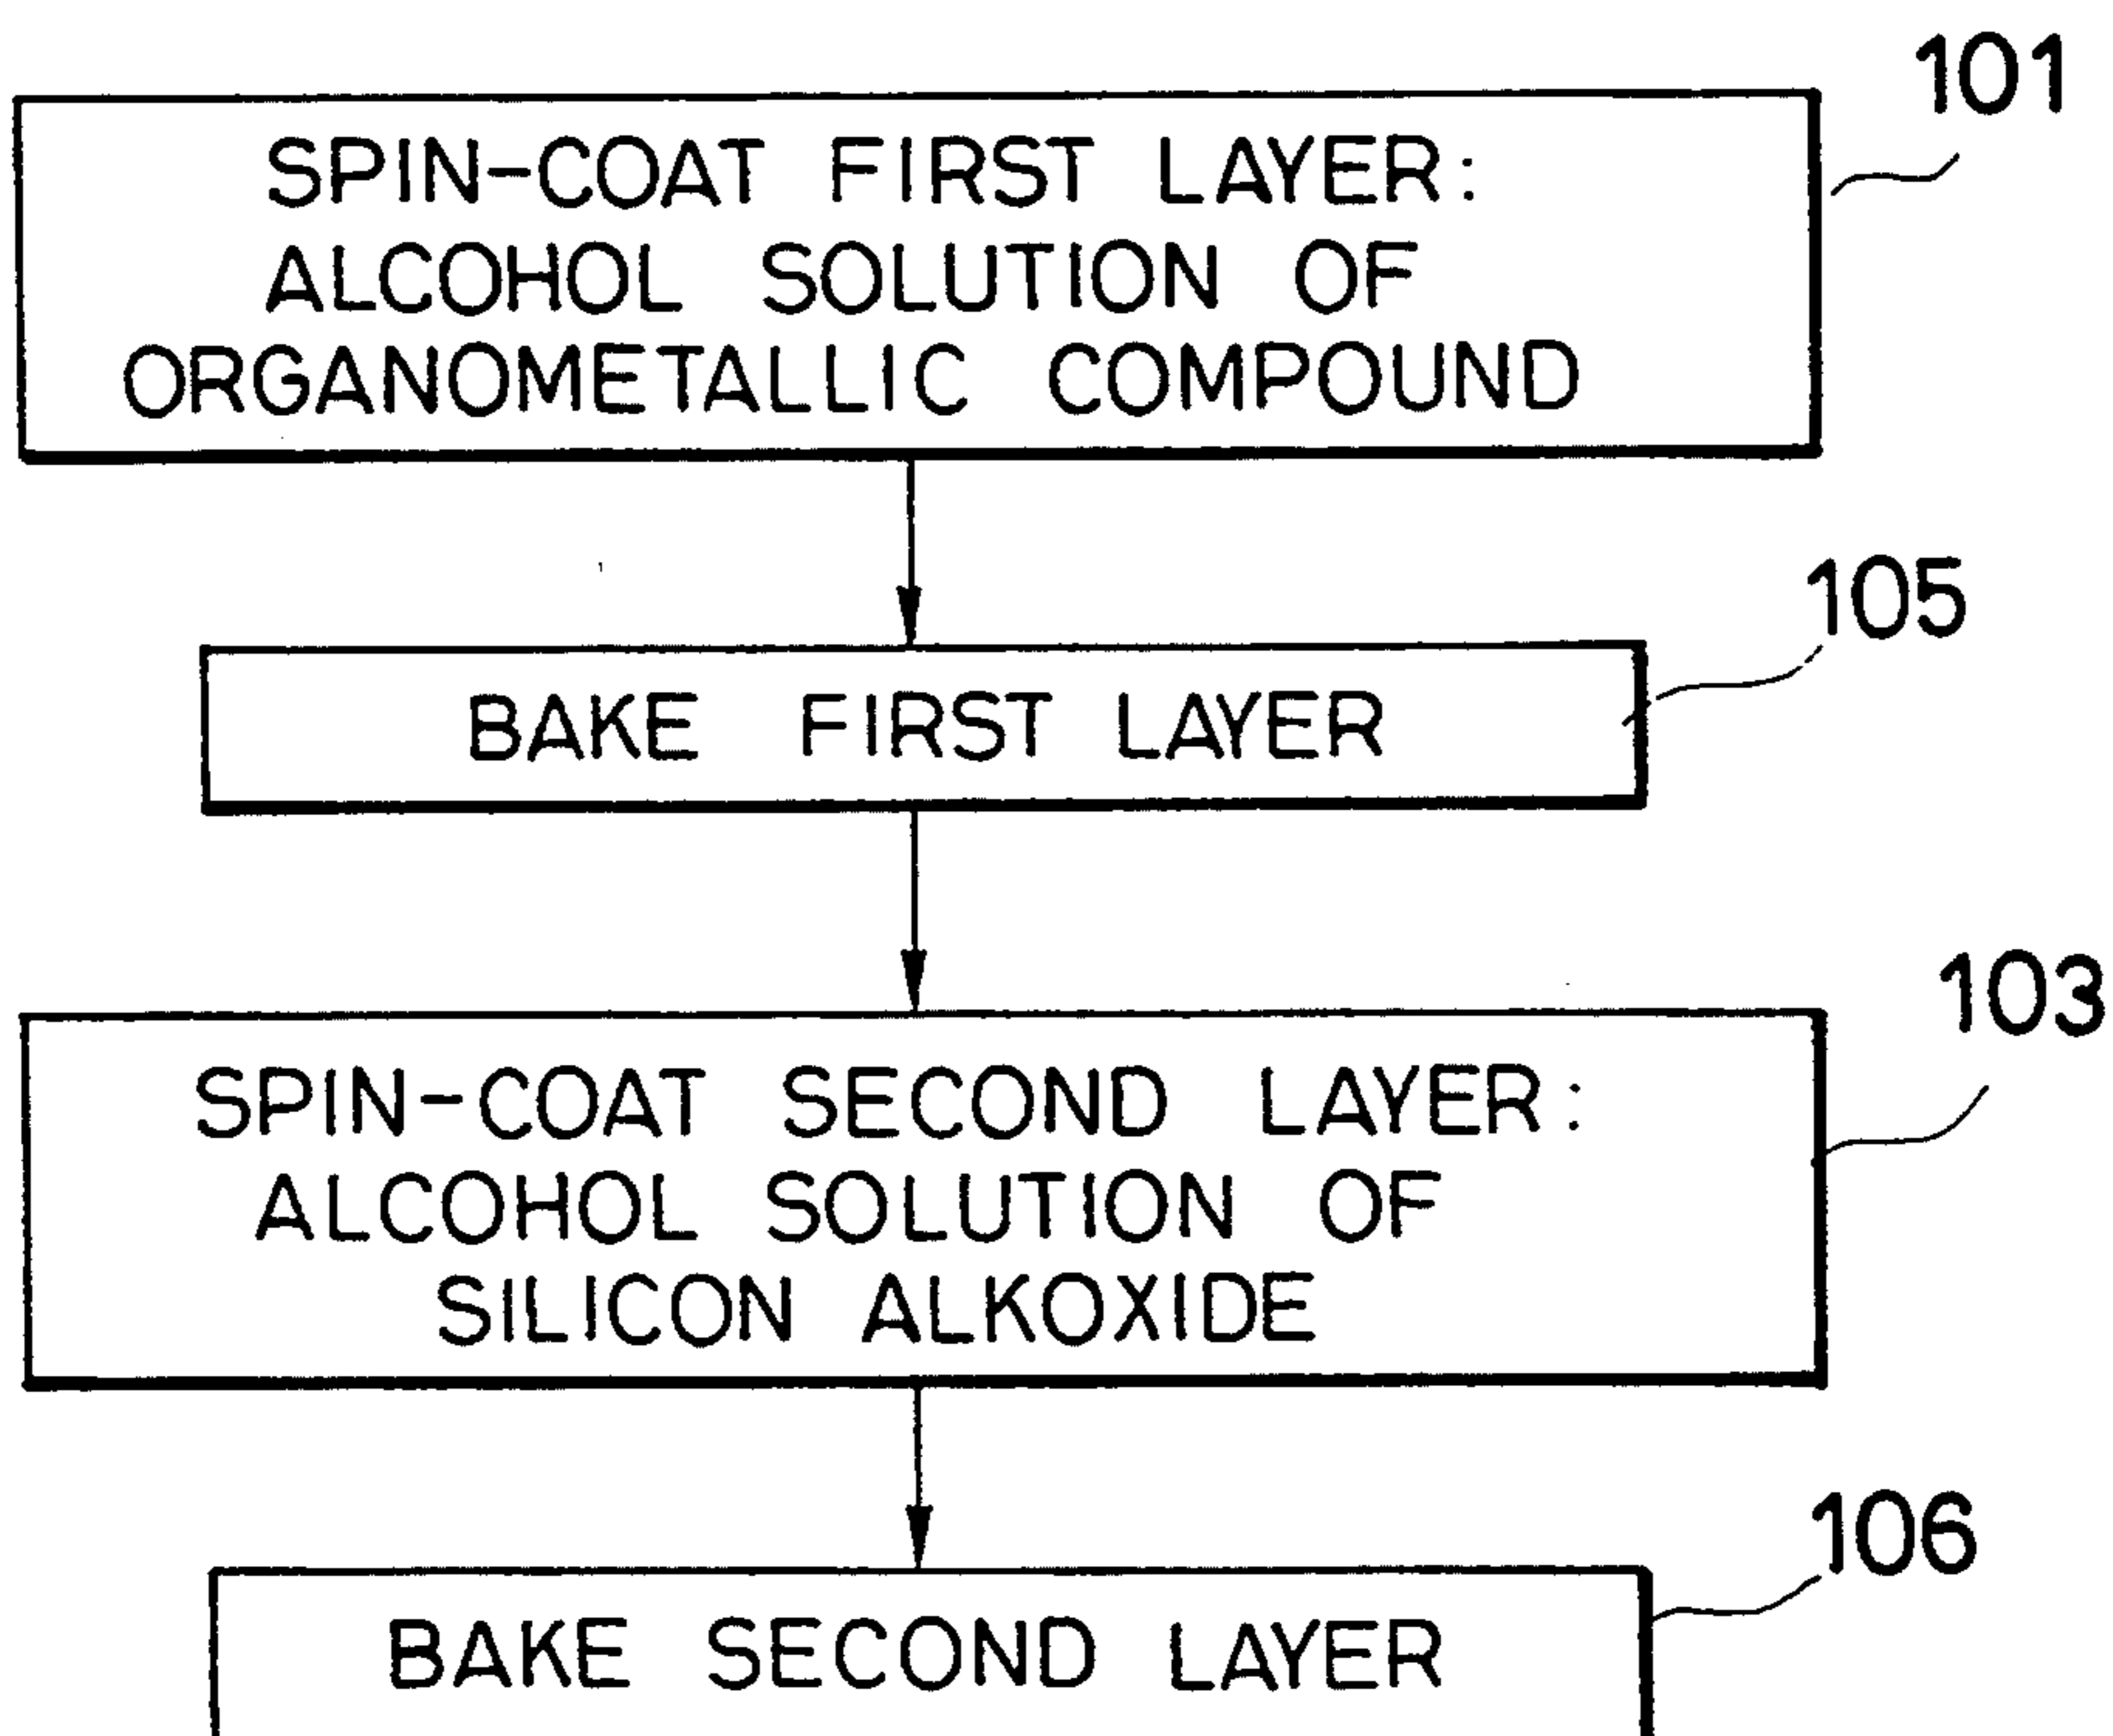 101
SPIN-COAT FIRST LAYER:
ALCOHOL SOLUTION OF
ORGANOMETALLIC COMPOUND
105
BAKE FIRST LAYER
103
SPIN-COAT SECOND LAYER:
ALCOHOL SOLUTION OF
SILICON ALKOXIDE
106
BAKE SECOND LAYER